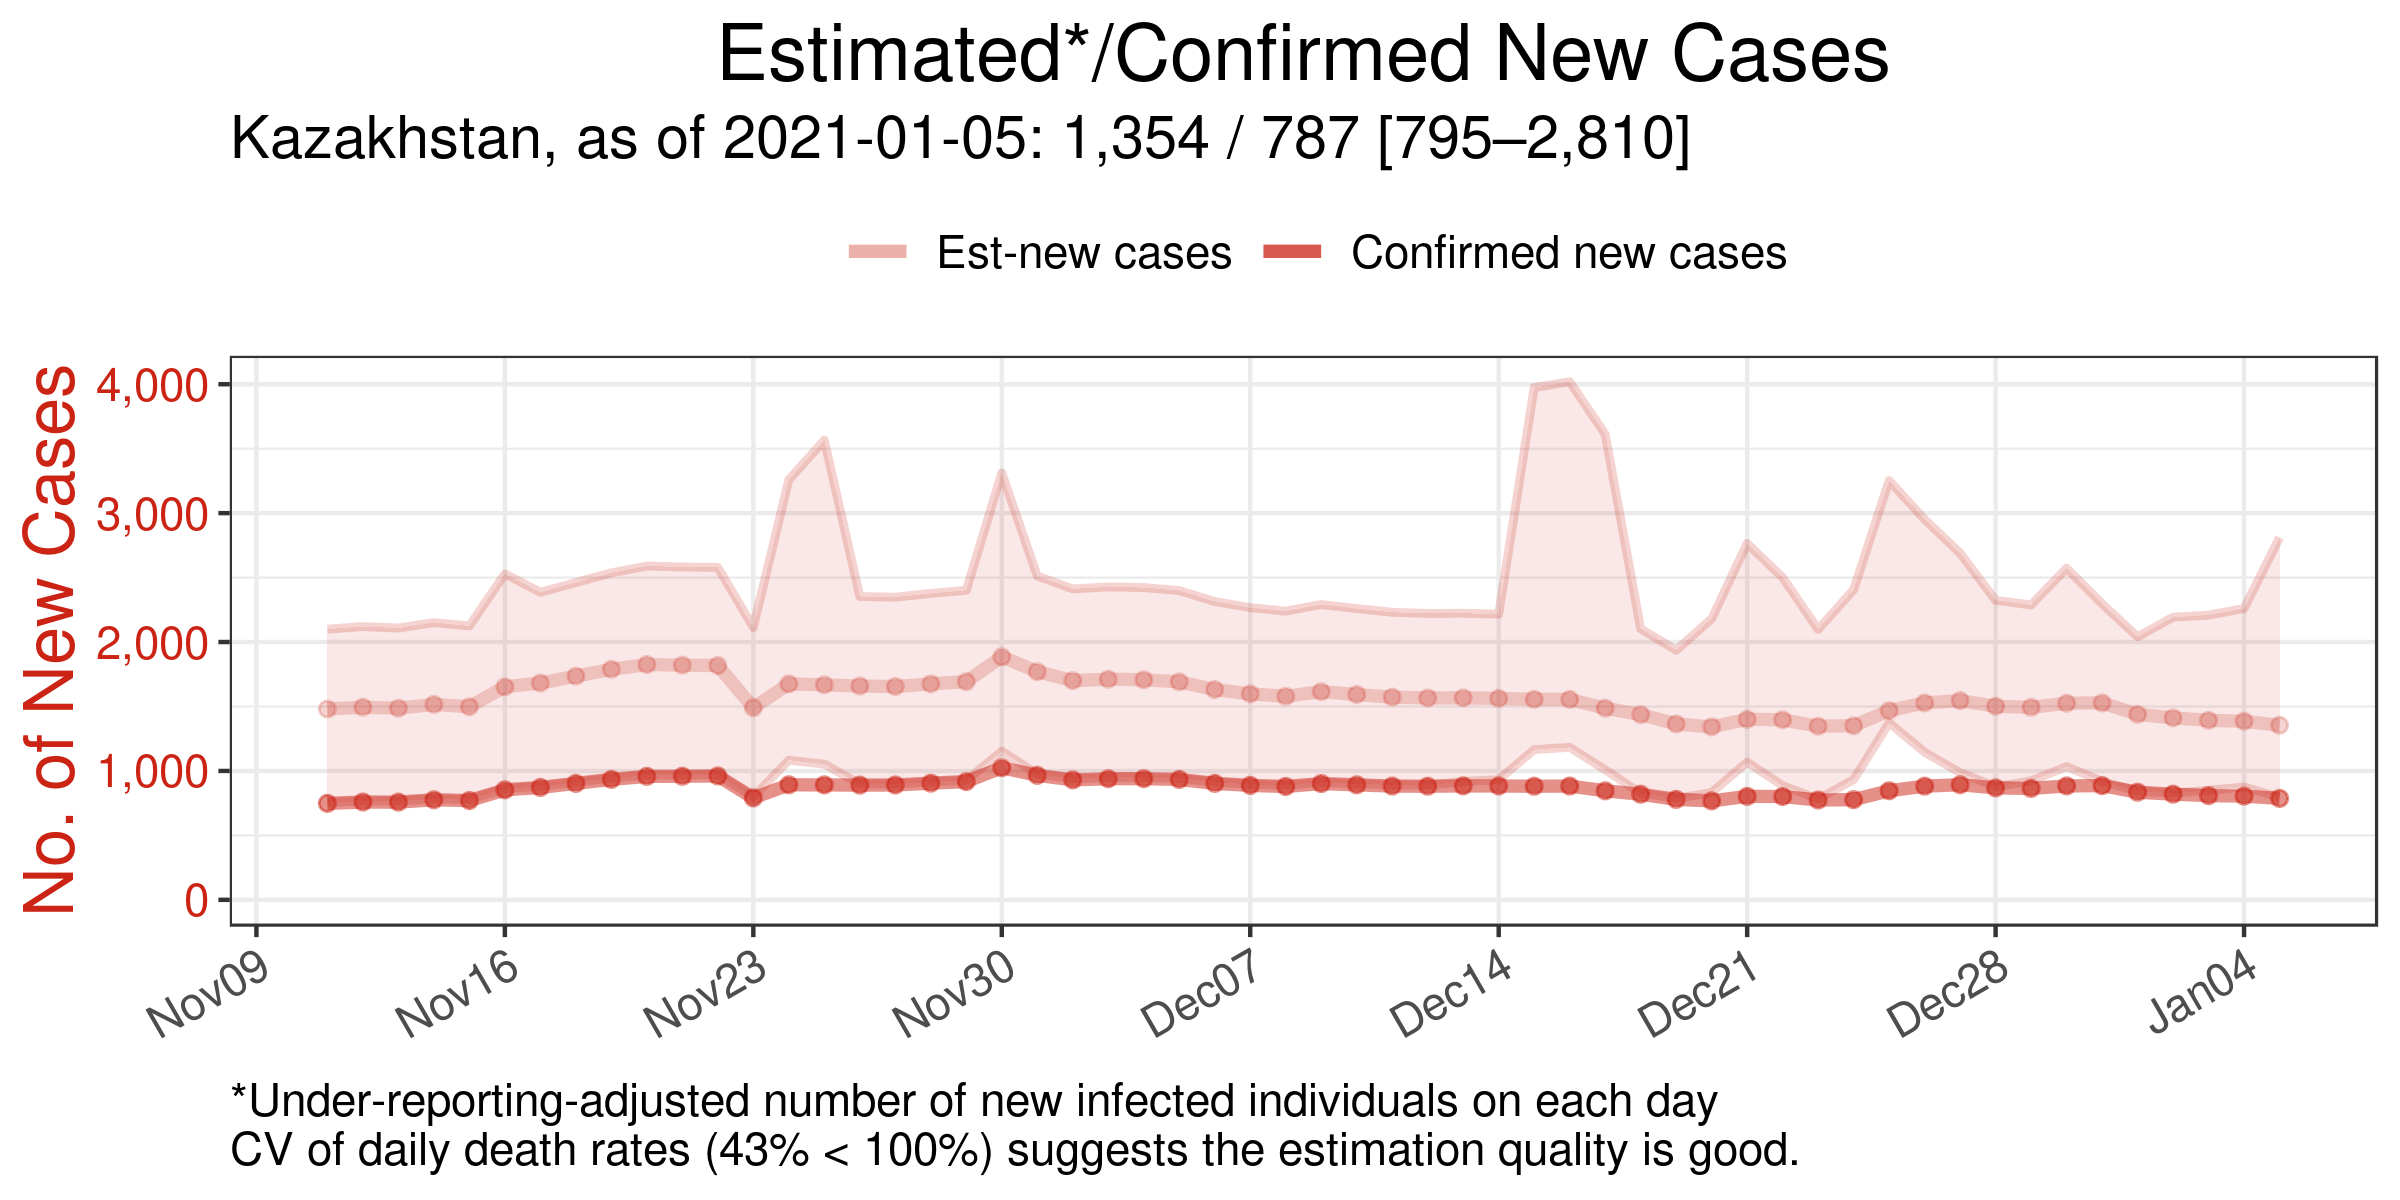 Estimated*/Confirmed New Cases
Kazakhstan, as of 2021-01-05: 1,354 / 787 [795–2,810]
Est-new cases
Confirmed new cases
No. of New Cases
4,000
3,000
2,000
1,000
0
Nov09
Nov16
Nov23
Nov30
Dec07
Dec14
Dec21
Dec28
Jan04
*Under-reporting-adjusted number of new infected individuals on each day
CV of daily death rates (43% < 100%) suggests the estimation quality is good.